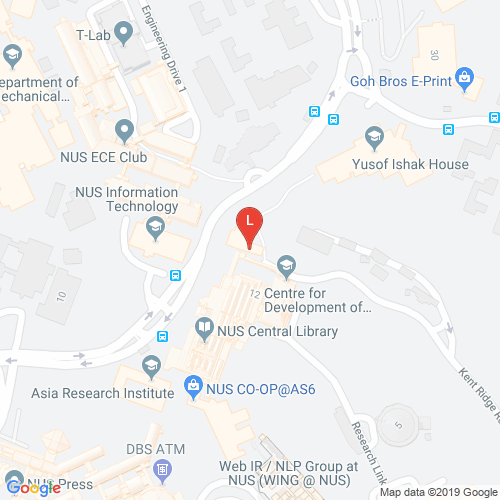 T-Lab
Engineering Drive 1
30
Goh Bros E-Print
Department of
Mechanical...
NUS ECE Club
Yusof Ishak House
NUS Information
Technology
L
10
12
Centre for
Development of...
NUS Central Library
Kent Ridge R
Asia Research Institute
NUS CO-OP@AS6
5
Research Link
DBS ATM
Web IR / NLP Group at
NUS (WING @ NUS)
NUS Press
Google
Map data ©2019 Google